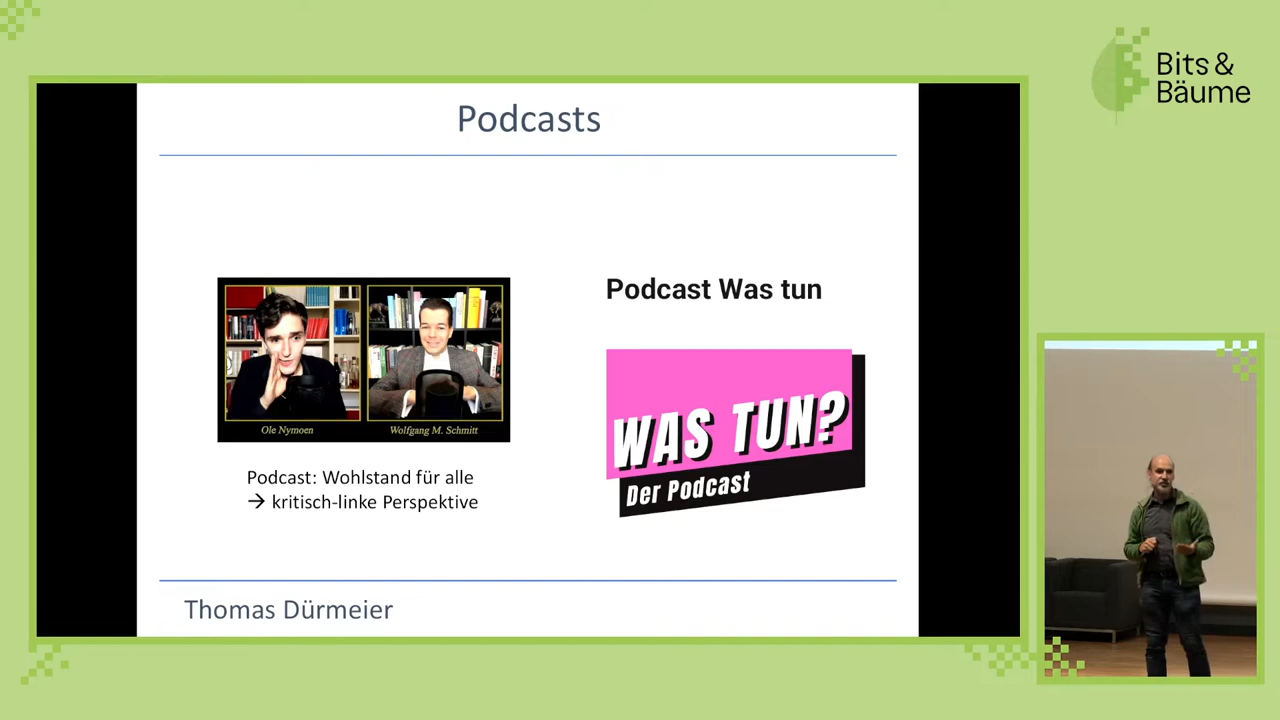 Podcasts
Bits &
Bäume
Podcast Was tun
WAS TUN?
Der Podcast
Ole Nymoen
Wolfgang M. Schmitt
Podcast: Wohlstand für alle
→ kritisch-linke Perspektive
Thomas Dürmeier